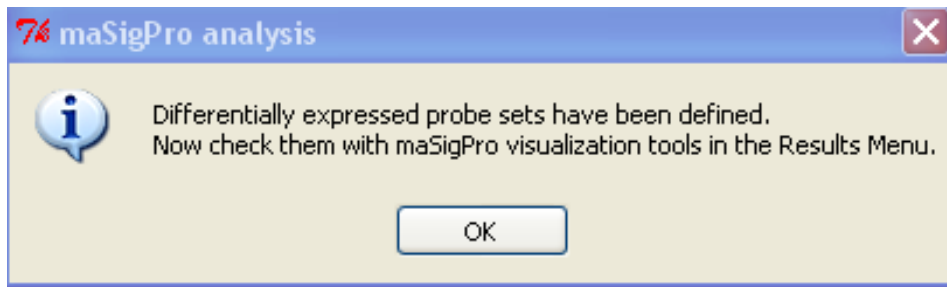 maSigPro analysis
Differentially expressed probe sets have been defined.
Now check them with maSigPro visualization tools in the Results Menu.
OK